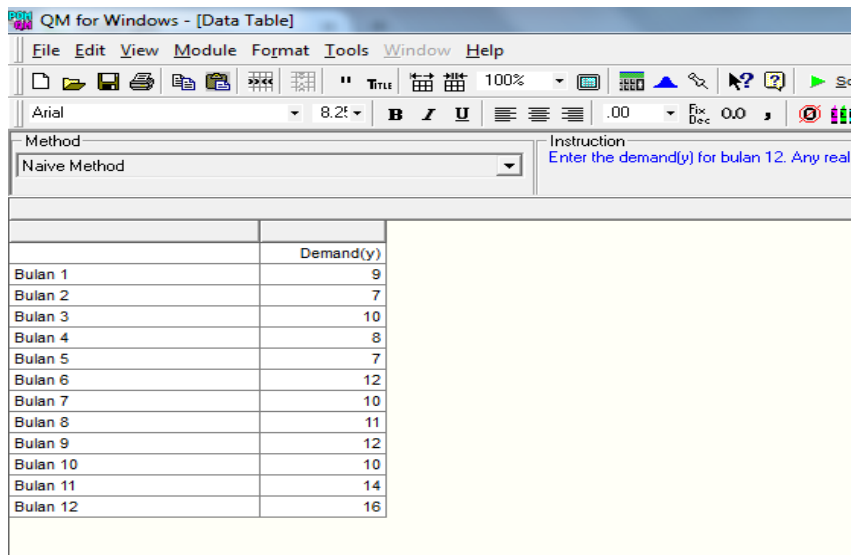 QM for Windows - [Data Table]
File Edit View Module Format Tools Window Help
TITLE 100%
Arial 8.25 B I U .00 Fix Dec 0.0 ,
Method
Instruction
Naive Method
Enter the demand(y) for bulan 12. Any real
Demand(y)
Bulan 1 9
Bulan 2 7
Bulan 3 10
Bulan 4 8
Bulan 5 7
Bulan 6 12
Bulan 7 10
Bulan 8 11
Bulan 9 12
Bulan 10 10
Bulan 11 14
Bulan 12 16